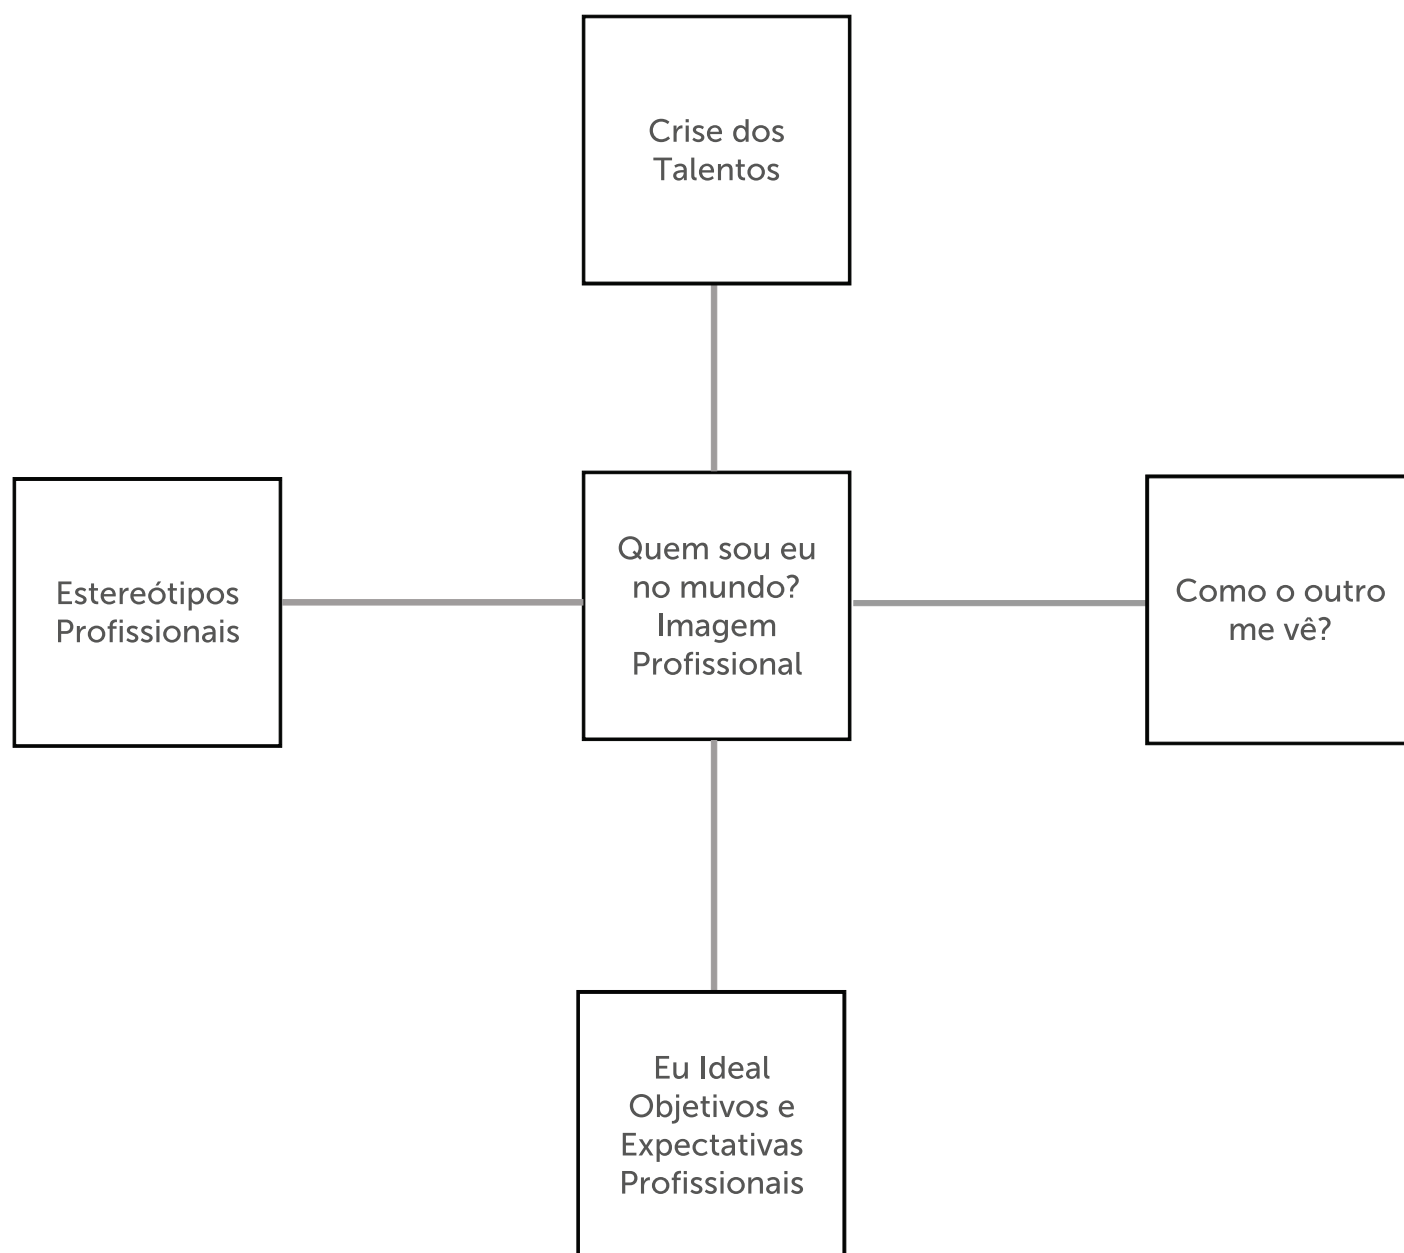 Crise dos
Talentos
Estereótipos
Profissionais
Quem sou eu
no mundo?
Imagem
Profissional
Como o outro
me vê?
Eu Ideal
Objetivos e
Expectativas
Profissionais